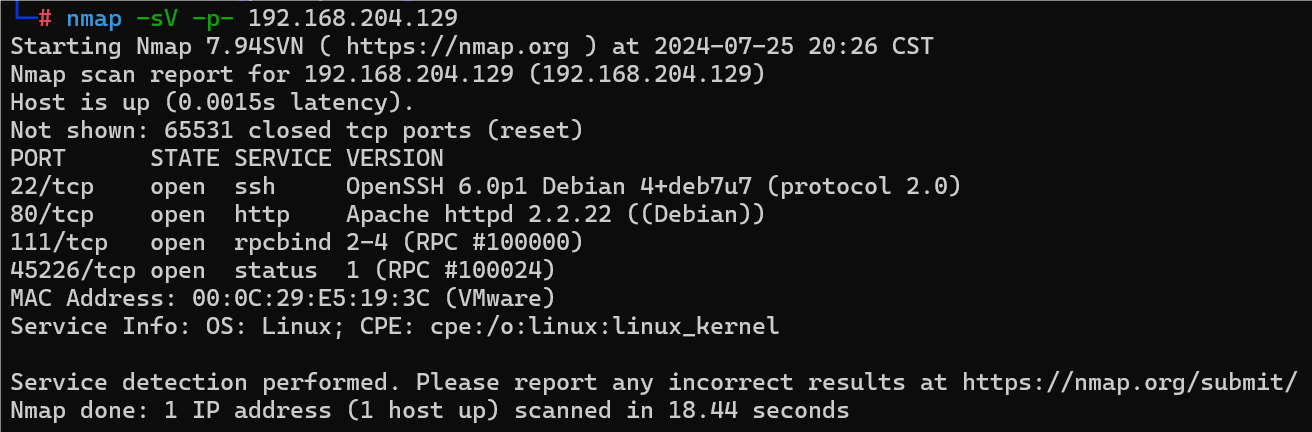 └─# nmap -sV -p- 192.168.204.129
Starting Nmap 7.94SVN ( https://nmap.org ) at 2024-07-25 20:26 CST
Nmap scan report for 192.168.204.129 (192.168.204.129)
Host is up (0.0015s latency).
Not shown: 65531 closed tcp ports (reset)
PORT      STATE SERVICE VERSION
22/tcp    open  ssh     OpenSSH 6.0p1 Debian 4+deb7u7 (protocol 2.0)
80/tcp    open  http    Apache httpd 2.2.22 ((Debian))
111/tcp   open  rpcbind 2-4 (RPC #100000)
45226/tcp open  status  1 (RPC #100024)
MAC Address: 00:0C:29:E5:19:3C (VMware)
Service Info: OS: Linux; CPE: cpe:/o:linux:linux_kernel

Service detection performed. Please report any incorrect results at https://nmap.org/submit/
Nmap done: 1 IP address (1 host up) scanned in 18.44 seconds